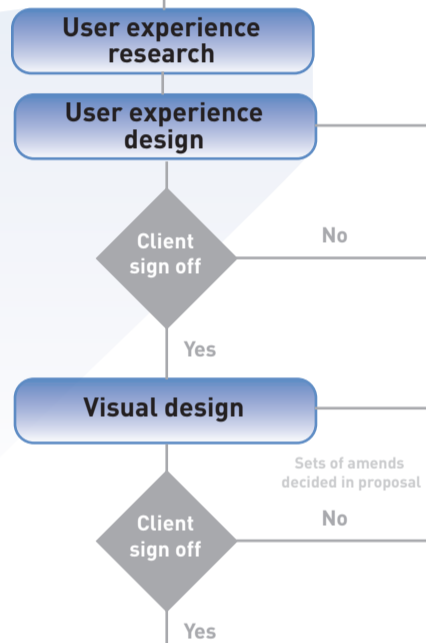 User experience
research
User experience
design
Client
sign off
No
Yes
Visual design
Sets of amends
decided in proposal
Client
sign off
No
Yes